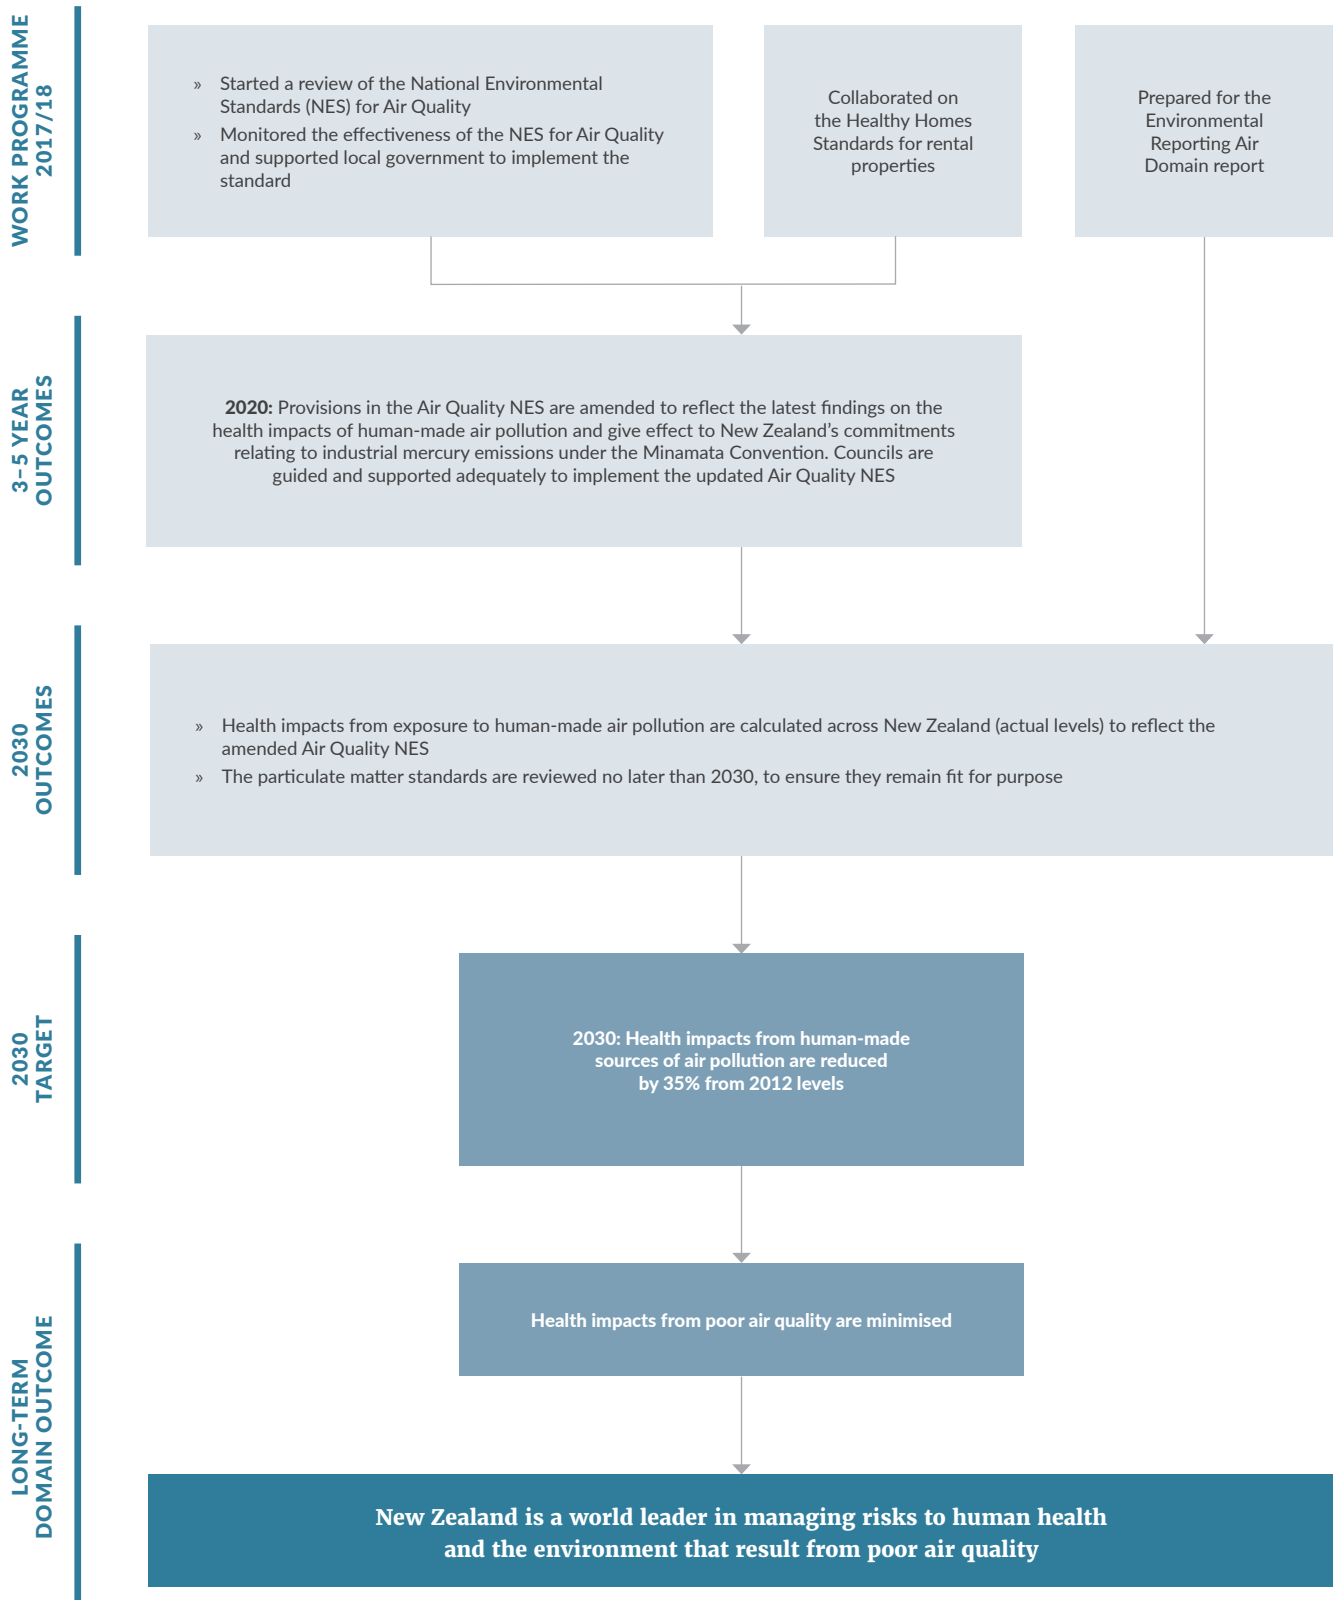 WORK PROGRAMME
2017/18
» Started a review of the National Environmental
Standards (NES) for Air Quality
» Monitored the effectiveness of the NES for Air Quality
and supported local government to implement the
standard
Collaborated on
the Healthy Homes
Standards for rental
properties
Prepared for the
Environmental
Reporting Air
Domain report
3–5 YEAR
OUTCOMES
2020: Provisions in the Air Quality NES are amended to reflect the latest findings on the
health impacts of human-made air pollution and give effect to New Zealand’s commitments
relating to industrial mercury emissions under the Minamata Convention. Councils are
guided and supported adequately to implement the updated Air Quality NES
2030
OUTCOMES
» Health impacts from exposure to human-made air pollution are calculated across New Zealand (actual levels) to reflect the
amended Air Quality NES
» The particulate matter standards are reviewed no later than 2030, to ensure they remain fit for purpose
2030
TARGET
2030: Health impacts from human-made
sources of air pollution are reduced
by 35% from 2012 levels
LONG-TERM
DOMAIN OUTCOME
Health impacts from poor air quality are minimised
New Zealand is a world leader in managing risks to human health
and the environment that result from poor air quality